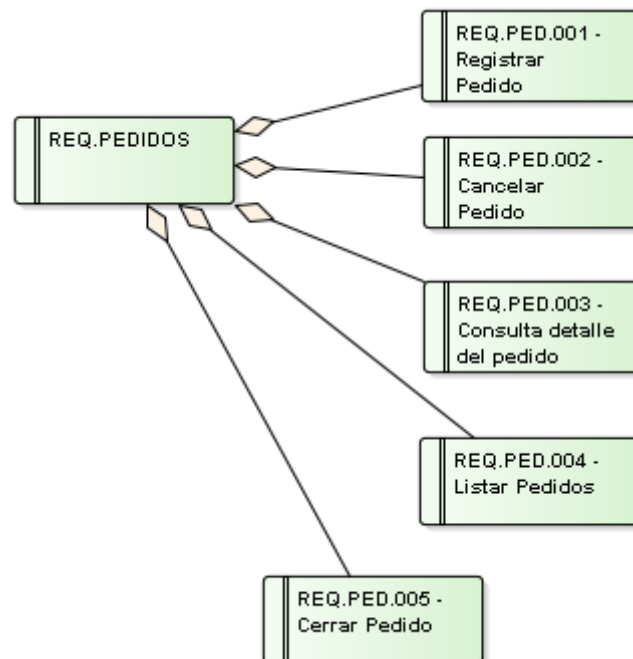 REQ.PED.001 -
Registrar
Pedido
REQ.PEDIDOS
REQ.PED.002 -
Cancelar
Pedido
REQ.PED.003 -
Consulta detalle
del pedido
REQ.PED.004 -
Listar Pedidos
REQ.PED.005 -
Cerrar Pedido